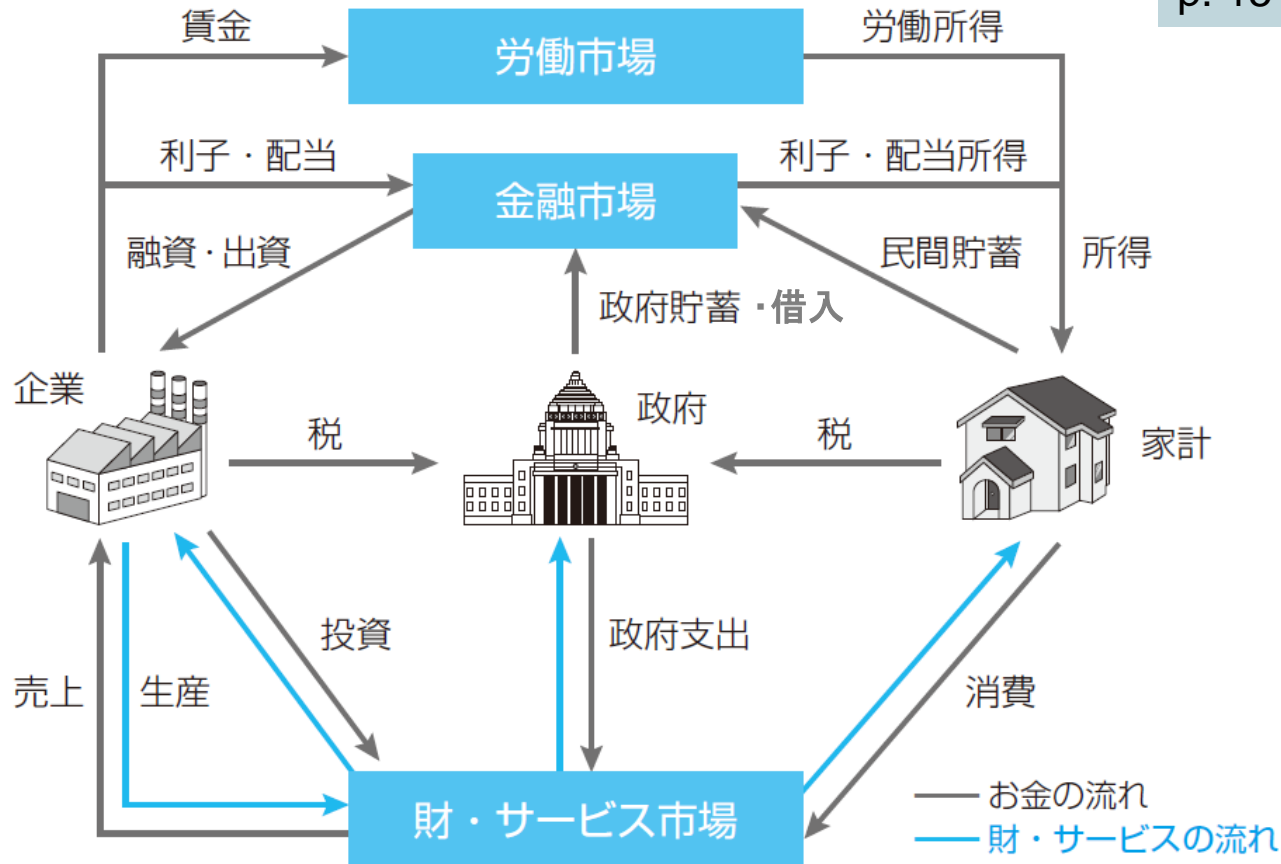 p. 18
賃金
労働市場
労働所得
利子・配当
金融市場
利子・配当所得
融資・出資
民間貯蓄
所得
政府貯蓄・借入
企業
政府
家計
税
税
投資
政府支出
売上
生産
消費
財・サービス市場
お金の流れ
財・サービスの流れ